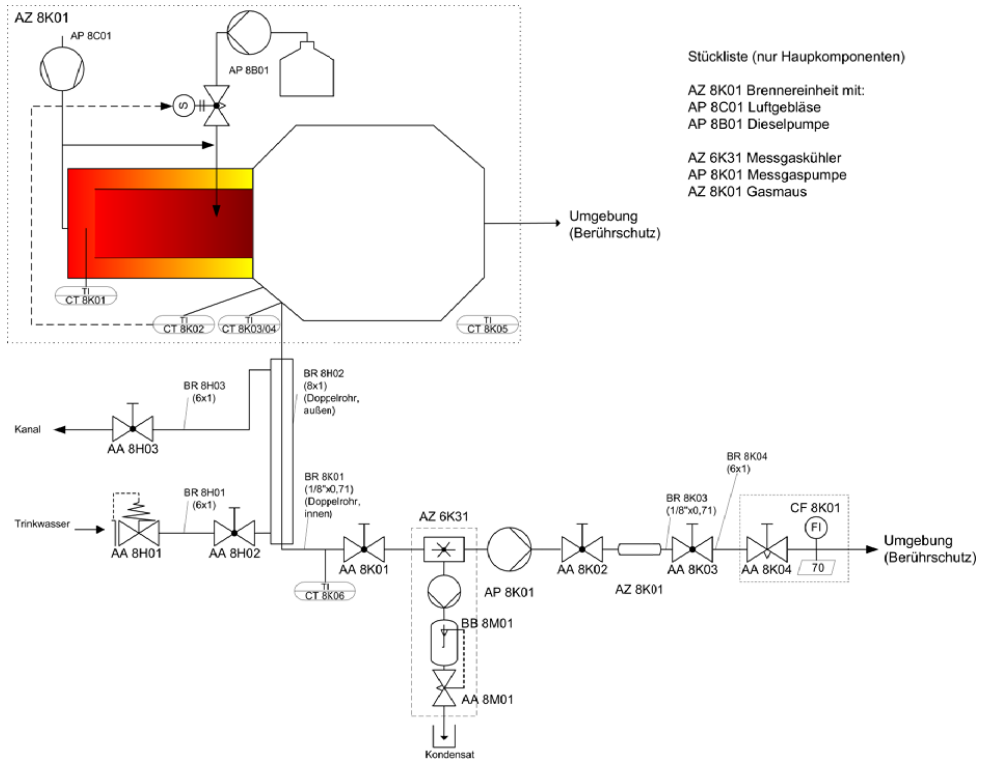 AZ 8K01
AP 8C01
AP 8B01
S
TI
CT 8K01
TI
CT 8K02
TI
CT 8K03/04
TI
CT 8K05
Umgebung
(Berührschutz)
Stückliste (nur Haupkomponenten)
AZ 8K01 Brennereinheit mit:
AP 8C01 Luftgebläse
AP 8B01 Dieselpumpe
AZ 6K31 Messgaskühler
AP 8K01 Messgaspumpe
AZ 8K01 Gasmaus
BR 8H03
(6x1)
Kanal
AA 8H03
BR 8H02
(8x1)
(Doppelrohr,
außen)
BR 8H01
(6x1)
Trinkwasser
AA 8H01
AA 8H02
BR 8K01
(1/8"x0,71)
(Doppelrohr,
innen)
TI
CT 8K06
AA 8K01
AZ 6K31
AP 8K01
BB 8M01
AA 8M01
Kondensat
AA 8K02
AZ 8K01
BR 8K03
(1/8"x0,71)
AA 8K03
BR 8K04
(6x1)
AA 8K04
CF 8K01
FI
70
Umgebung
(Berührschutz)